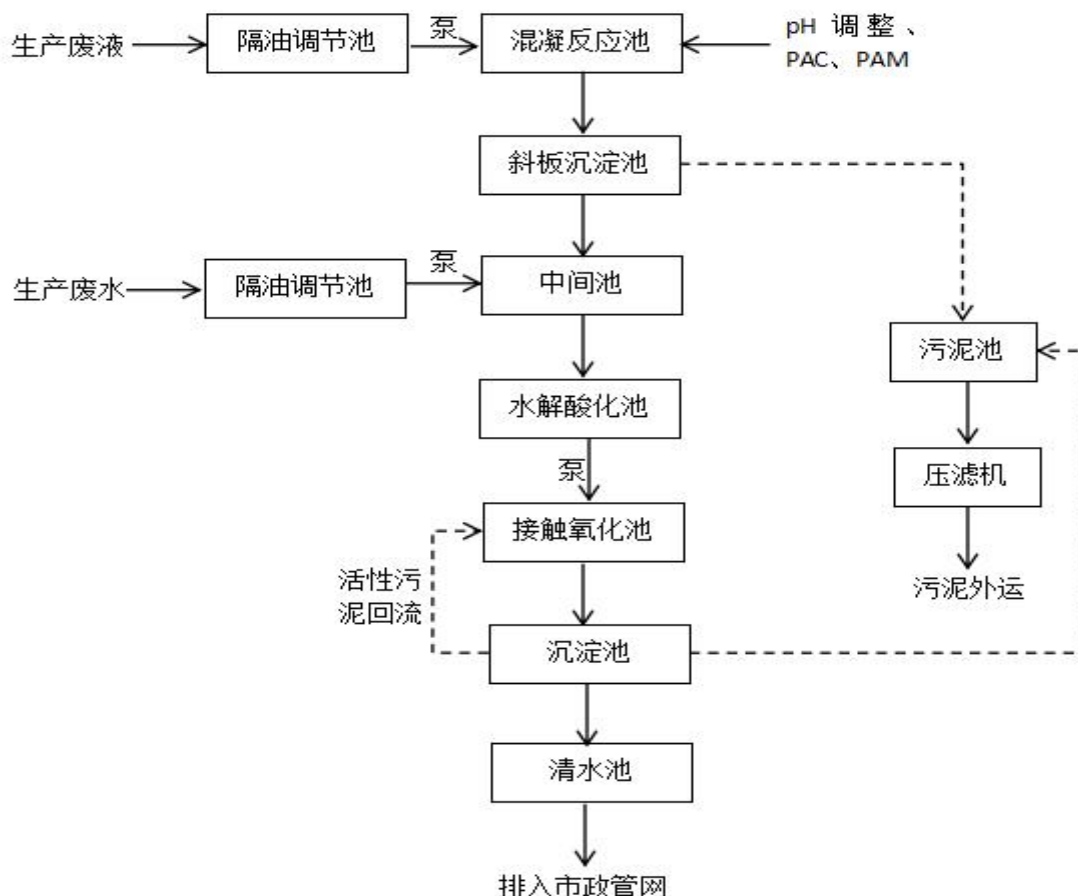 生产废液
隔油调节池
泵
混凝反应池
pH 调整、
PAC、PAM
斜板沉淀池
生产废水
隔油调节池
泵
中间池
污泥池
水解酸化池
泵
压滤机
接触氧化池
活性污
泥回流
污泥外运
沉淀池
清水池
排入市政管网